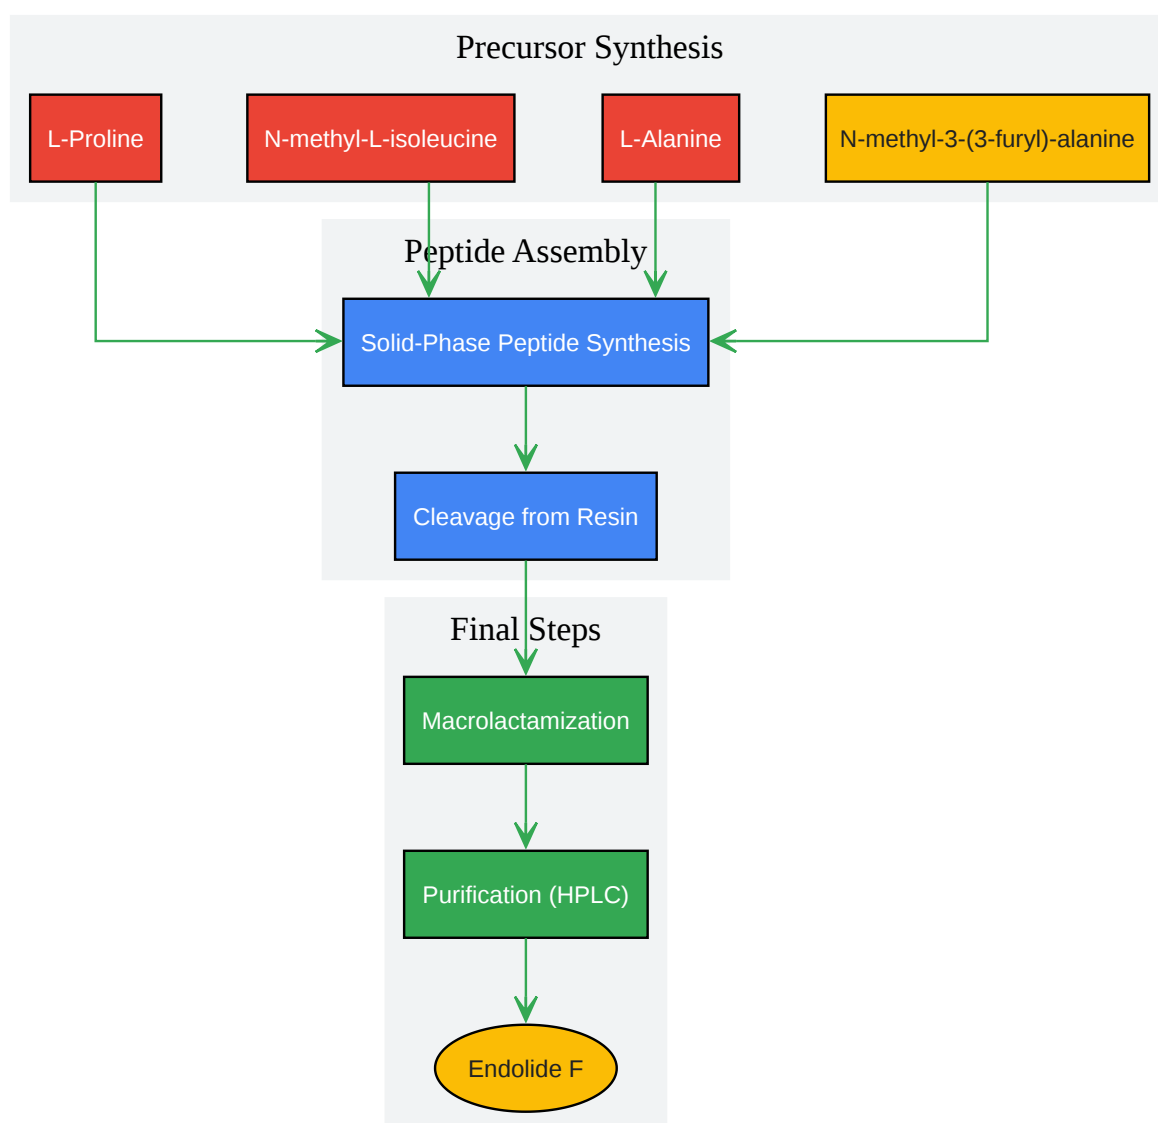 Precursor Synthesis
L-Proline
N-methyl-L-isoleucine
L-Alanine
N-methyl-3-(3-furyl)-alanine
Peptide Assembly
Solid-Phase Peptide Synthesis
Cleavage from Resin
Final Steps
Macrolactamization
Purification (HPLC)
Endolide F